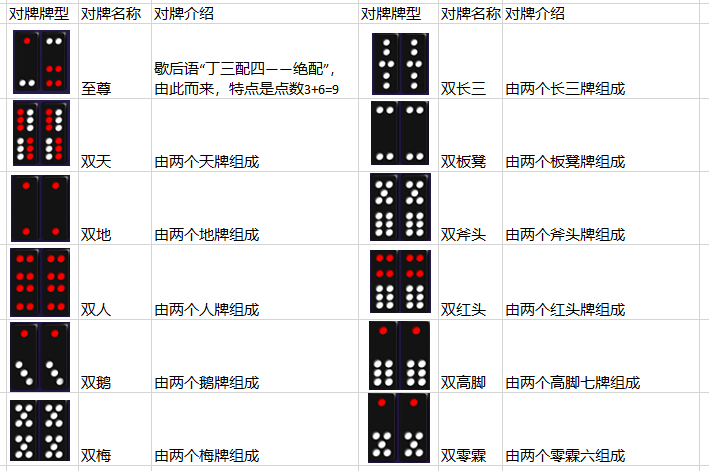 对牌牌型 对牌名称 对牌介绍 对牌牌型 对牌名称 对牌介绍
至尊 歇后语“丁三配四——绝配”，
由此而来，特点是点数3+6=9
双长三 由两个长三牌组成
双天 由两个天牌组成 双板凳 由两个板凳牌组成
双地 由两个地牌组成 双斧头 由两个斧头牌组成
双人 由两个人牌组成 双红头 由两个红头牌组成
双鹅 由两个鹅牌组成 双高脚 由两个高脚七牌组成
双梅 由两个梅牌组成 双零霖 由两个零霖六组成